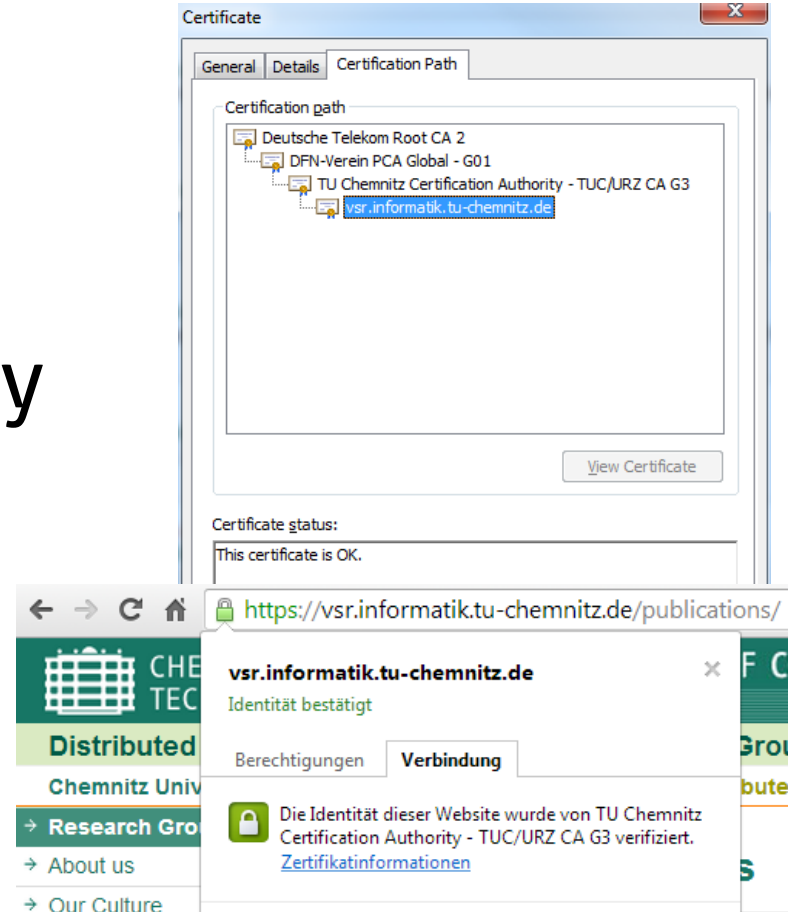 Certificate
X
General Details Certification Path
Certification path
Deutsche Telekom Root CA 2
DFN-Verein PCA Global - G01
TU Chemnitz Certification Authority - TUC/URZ CA G3
vsr.informatik.tu-chemnitz.de
y
View Certificate
Certificate status:
This certificate is OK.
https://vsr.informatik.tu-chemnitz.de/publications/
CHE
TEC
F C
vsr.informatik.tu-chemnitz.de
Identität bestätigt
Distributed
Grou
Berechtigungen Verbindung
Chemnitz Univ
bute
Research Gro
Die Identität dieser Website wurde von TU Chemnitz
Certification Authority - TUC/URZ CA G3 verifiziert.
Zertifikatinformationen
About us
s
Our Culture